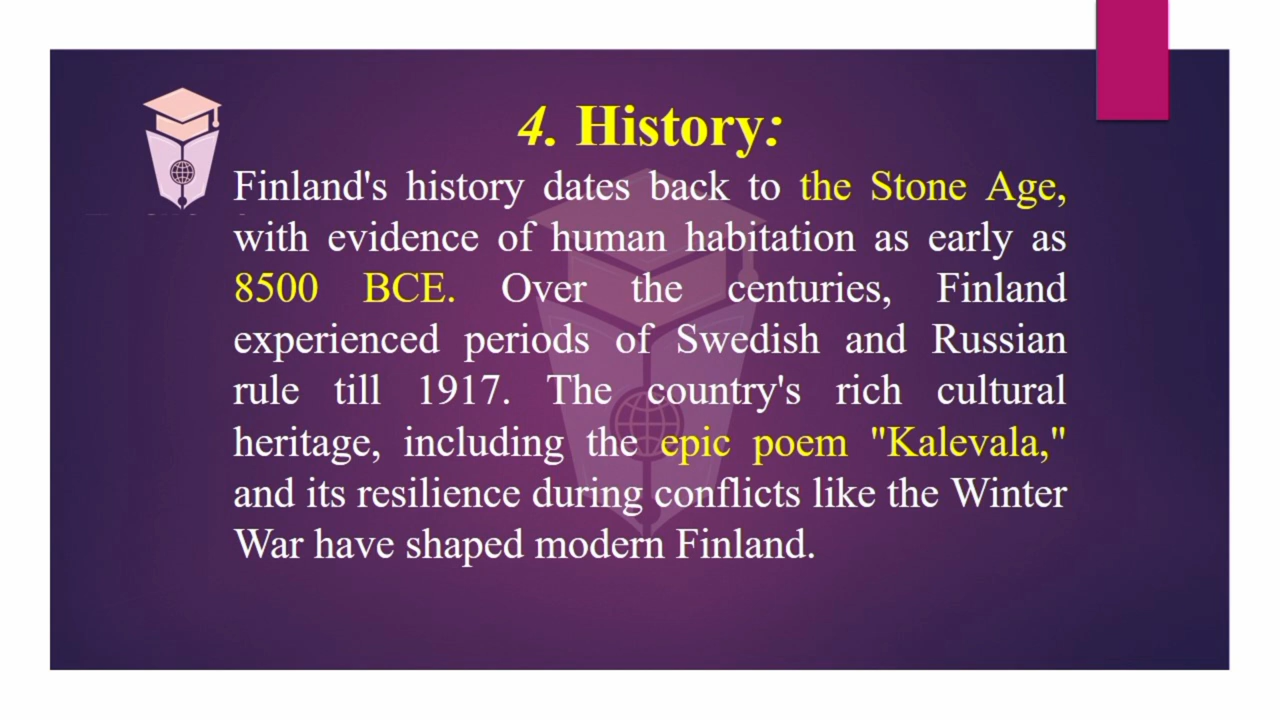 4. History:
Finland's history dates back to the Stone Age,
with evidence of human habitation as early as
8500 BCE. Over the centuries, Finland
experienced periods of Swedish and Russian
rule till 1917. The country's rich cultural
heritage, including the epic poem "Kalevala,"
and its resilience during conflicts like the Winter
War have shaped modern Finland.